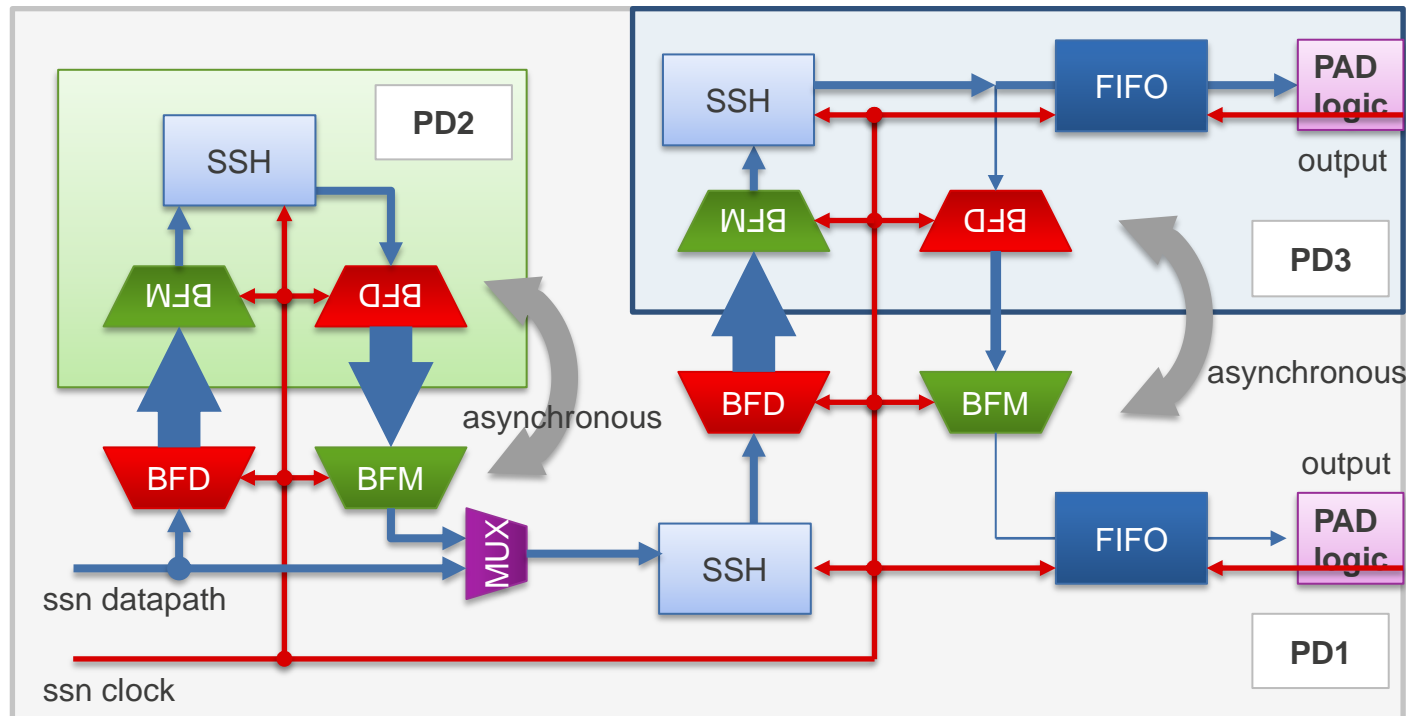 SSH
FIFO
PAD
logic
output
PD2
SSH
BFM
BFD
PD3
BFM
BFD
asynchronous
BFD
BFM
asynchronous
BFD
BFM
output
MUX
SSH
FIFO
PAD
logic
ssn datapath
PD1
ssn clock